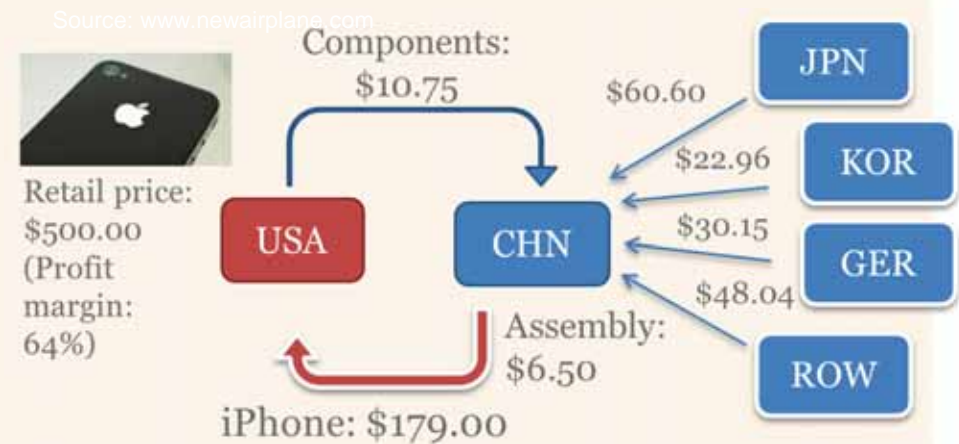 Source: www.newairplane.com
Components:
$10.75
JPN
$60.60
Retail price:
$500.00
(Profit
margin:
64%)
USA
CHN
$22.96
KOR
$30.15
GER
$48.04
ROW
Assembly:
$6.50
iPhone: $179.00